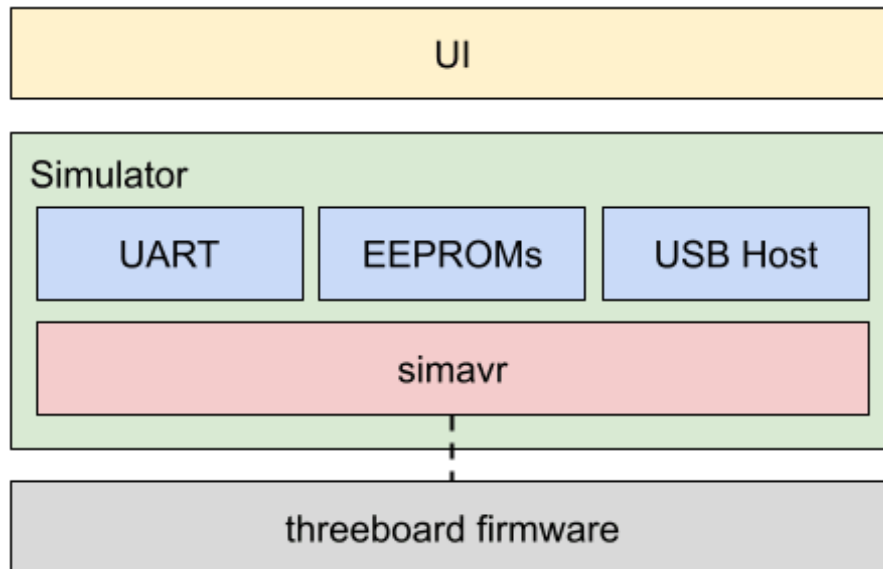 UI
Simulator
UART
EEPROMs
USB Host
simavr
threeboard firmware